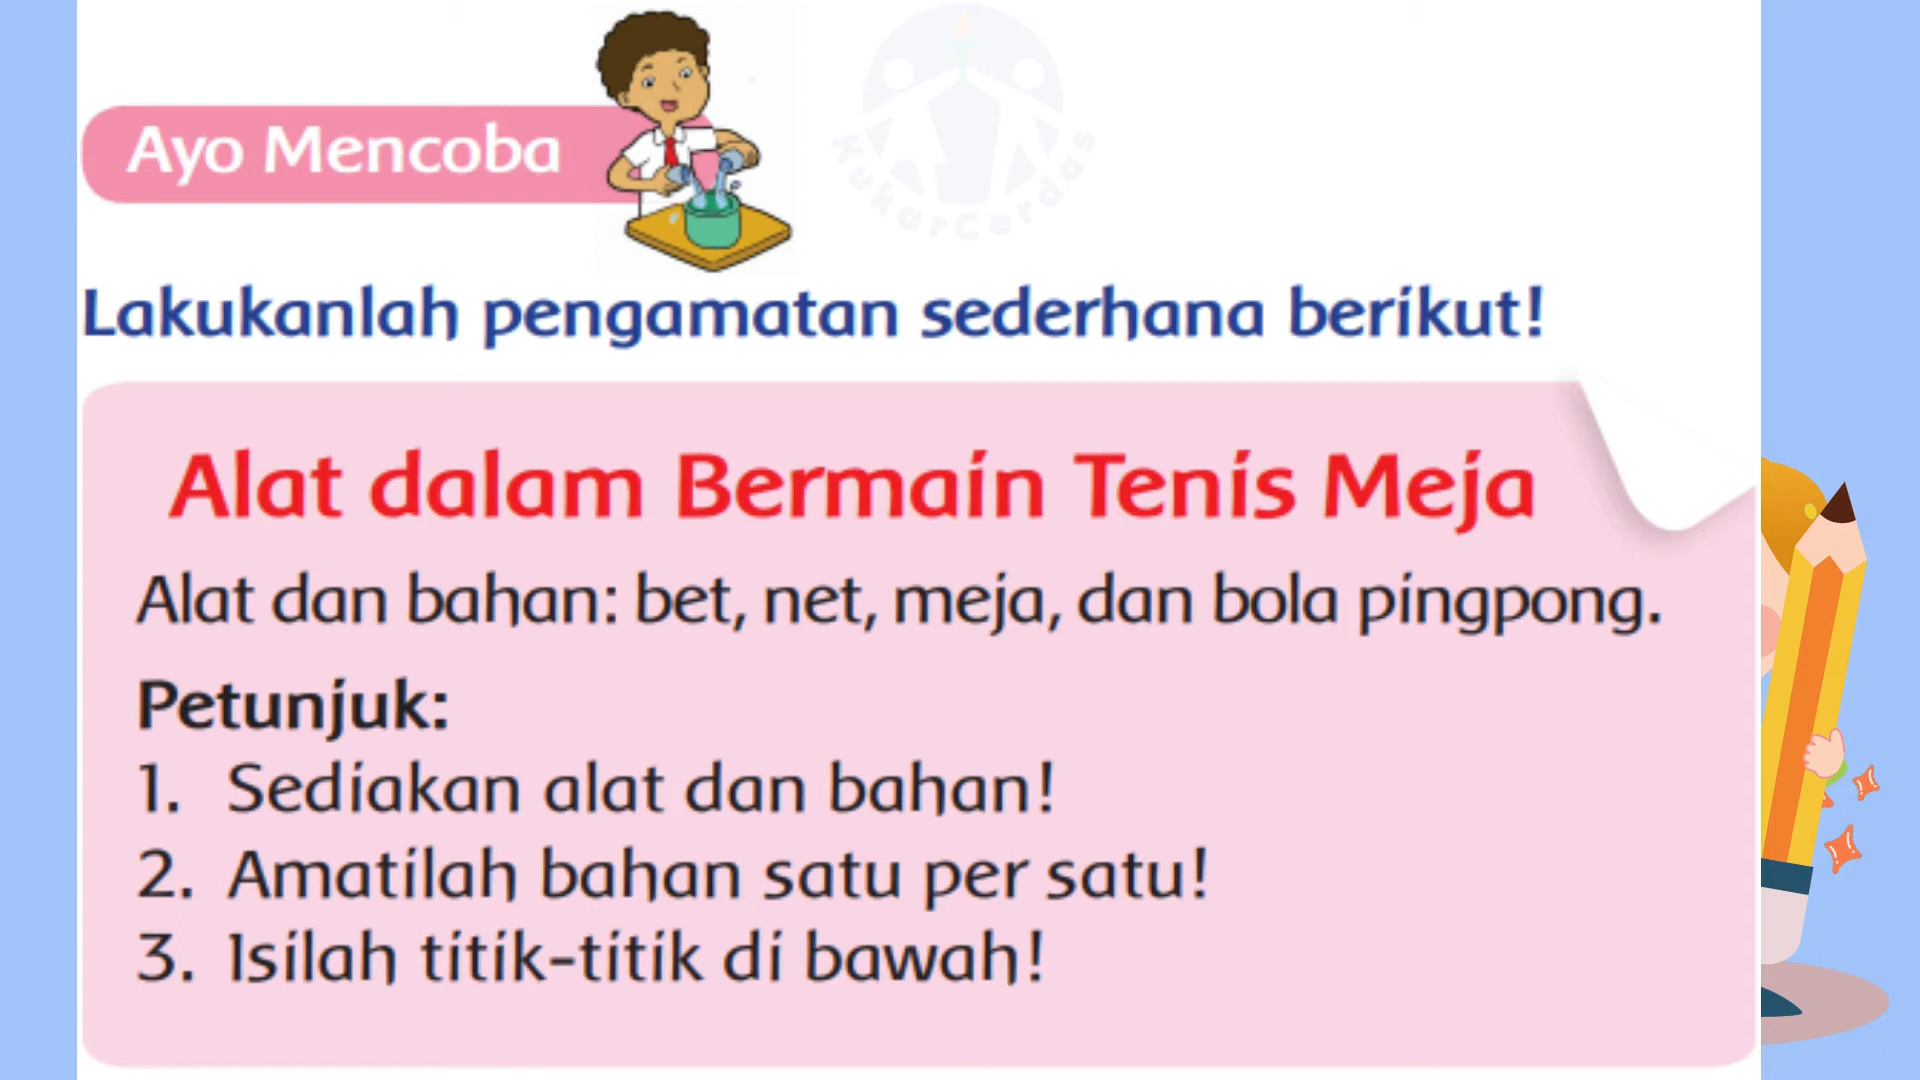 Ayo Mencoba
KukarCerdas
Lakukanlah pengamatan sederhana berikut!
Alat dalam Bermain Tenis Meja
Alat dan bahan: bet, net, meja, dan bola pingpong.
Petunjuk:
1. Sediakan alat dan bahan!
2. Amatilah bahan satu per satu!
3. Isilah titik-titik di bawah!